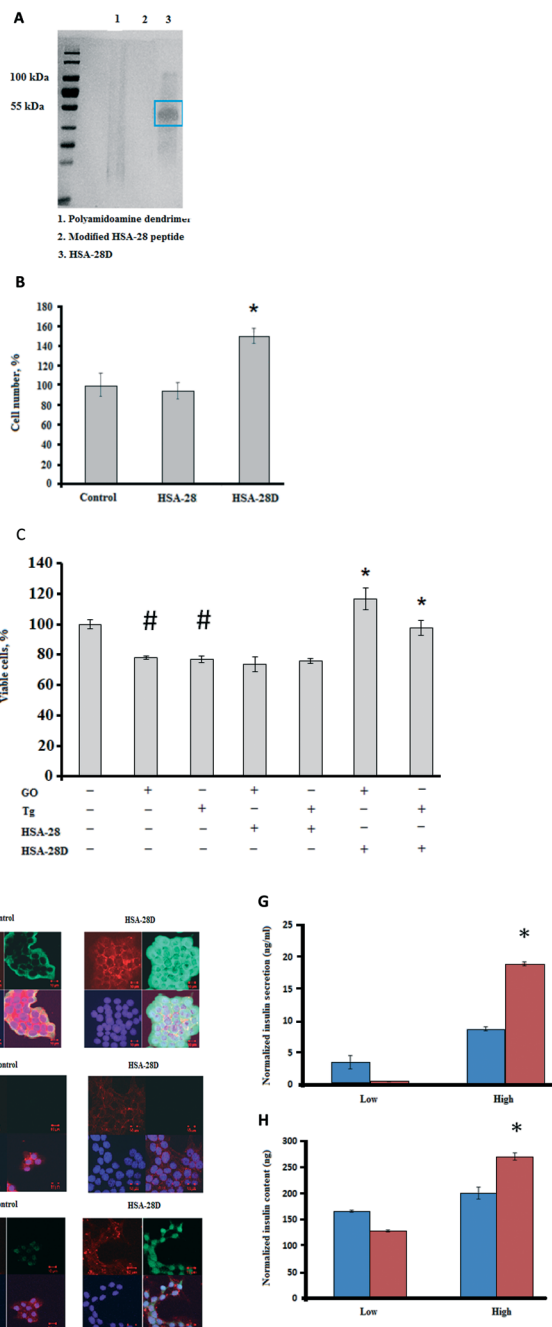 A
1 2 3
100 kDa
55 kDa
1. Polyamidoamine dendrimer
2. Modified HSA-28 peptide
3. HSA-28D
B
*
180
160
140
120
100
80
60
40
20
0
Cell number, %
Control HSA-28 HSA-28D
C
140
120
100
80
60
40
20
0
Viable cells, %
# # * *
GO – + – + – + –
Tg – – + – + – +
HSA-28 – – – + + – –
HSA-28D – – – – – + +
ontrol HSA-28D
ontrol HSA-28D
ontrol HSA-28D
G
*
25
20
15
10
5
0
Normalized insulin secretion (ng/ml)
Low High
H
*
300
250
200
150
100
50
0
Normalized insulin content (ng)
Low High